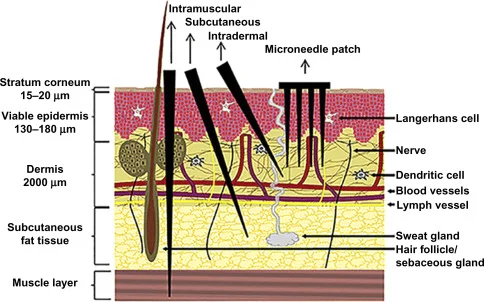 Intramuscular
Subcutaneous
Intradermal
Microneedle patch
Stratum corneum
15–20 µm
Viable epidermis
130–180 µm
Dermis
2000 µm
Subcutaneous
fat tissue
Muscle layer
Langerhans cell
Nerve
Dendritic cell
Blood vessels
Lymph vessel
Sweat gland
Hair follicle/
sebaceous gland